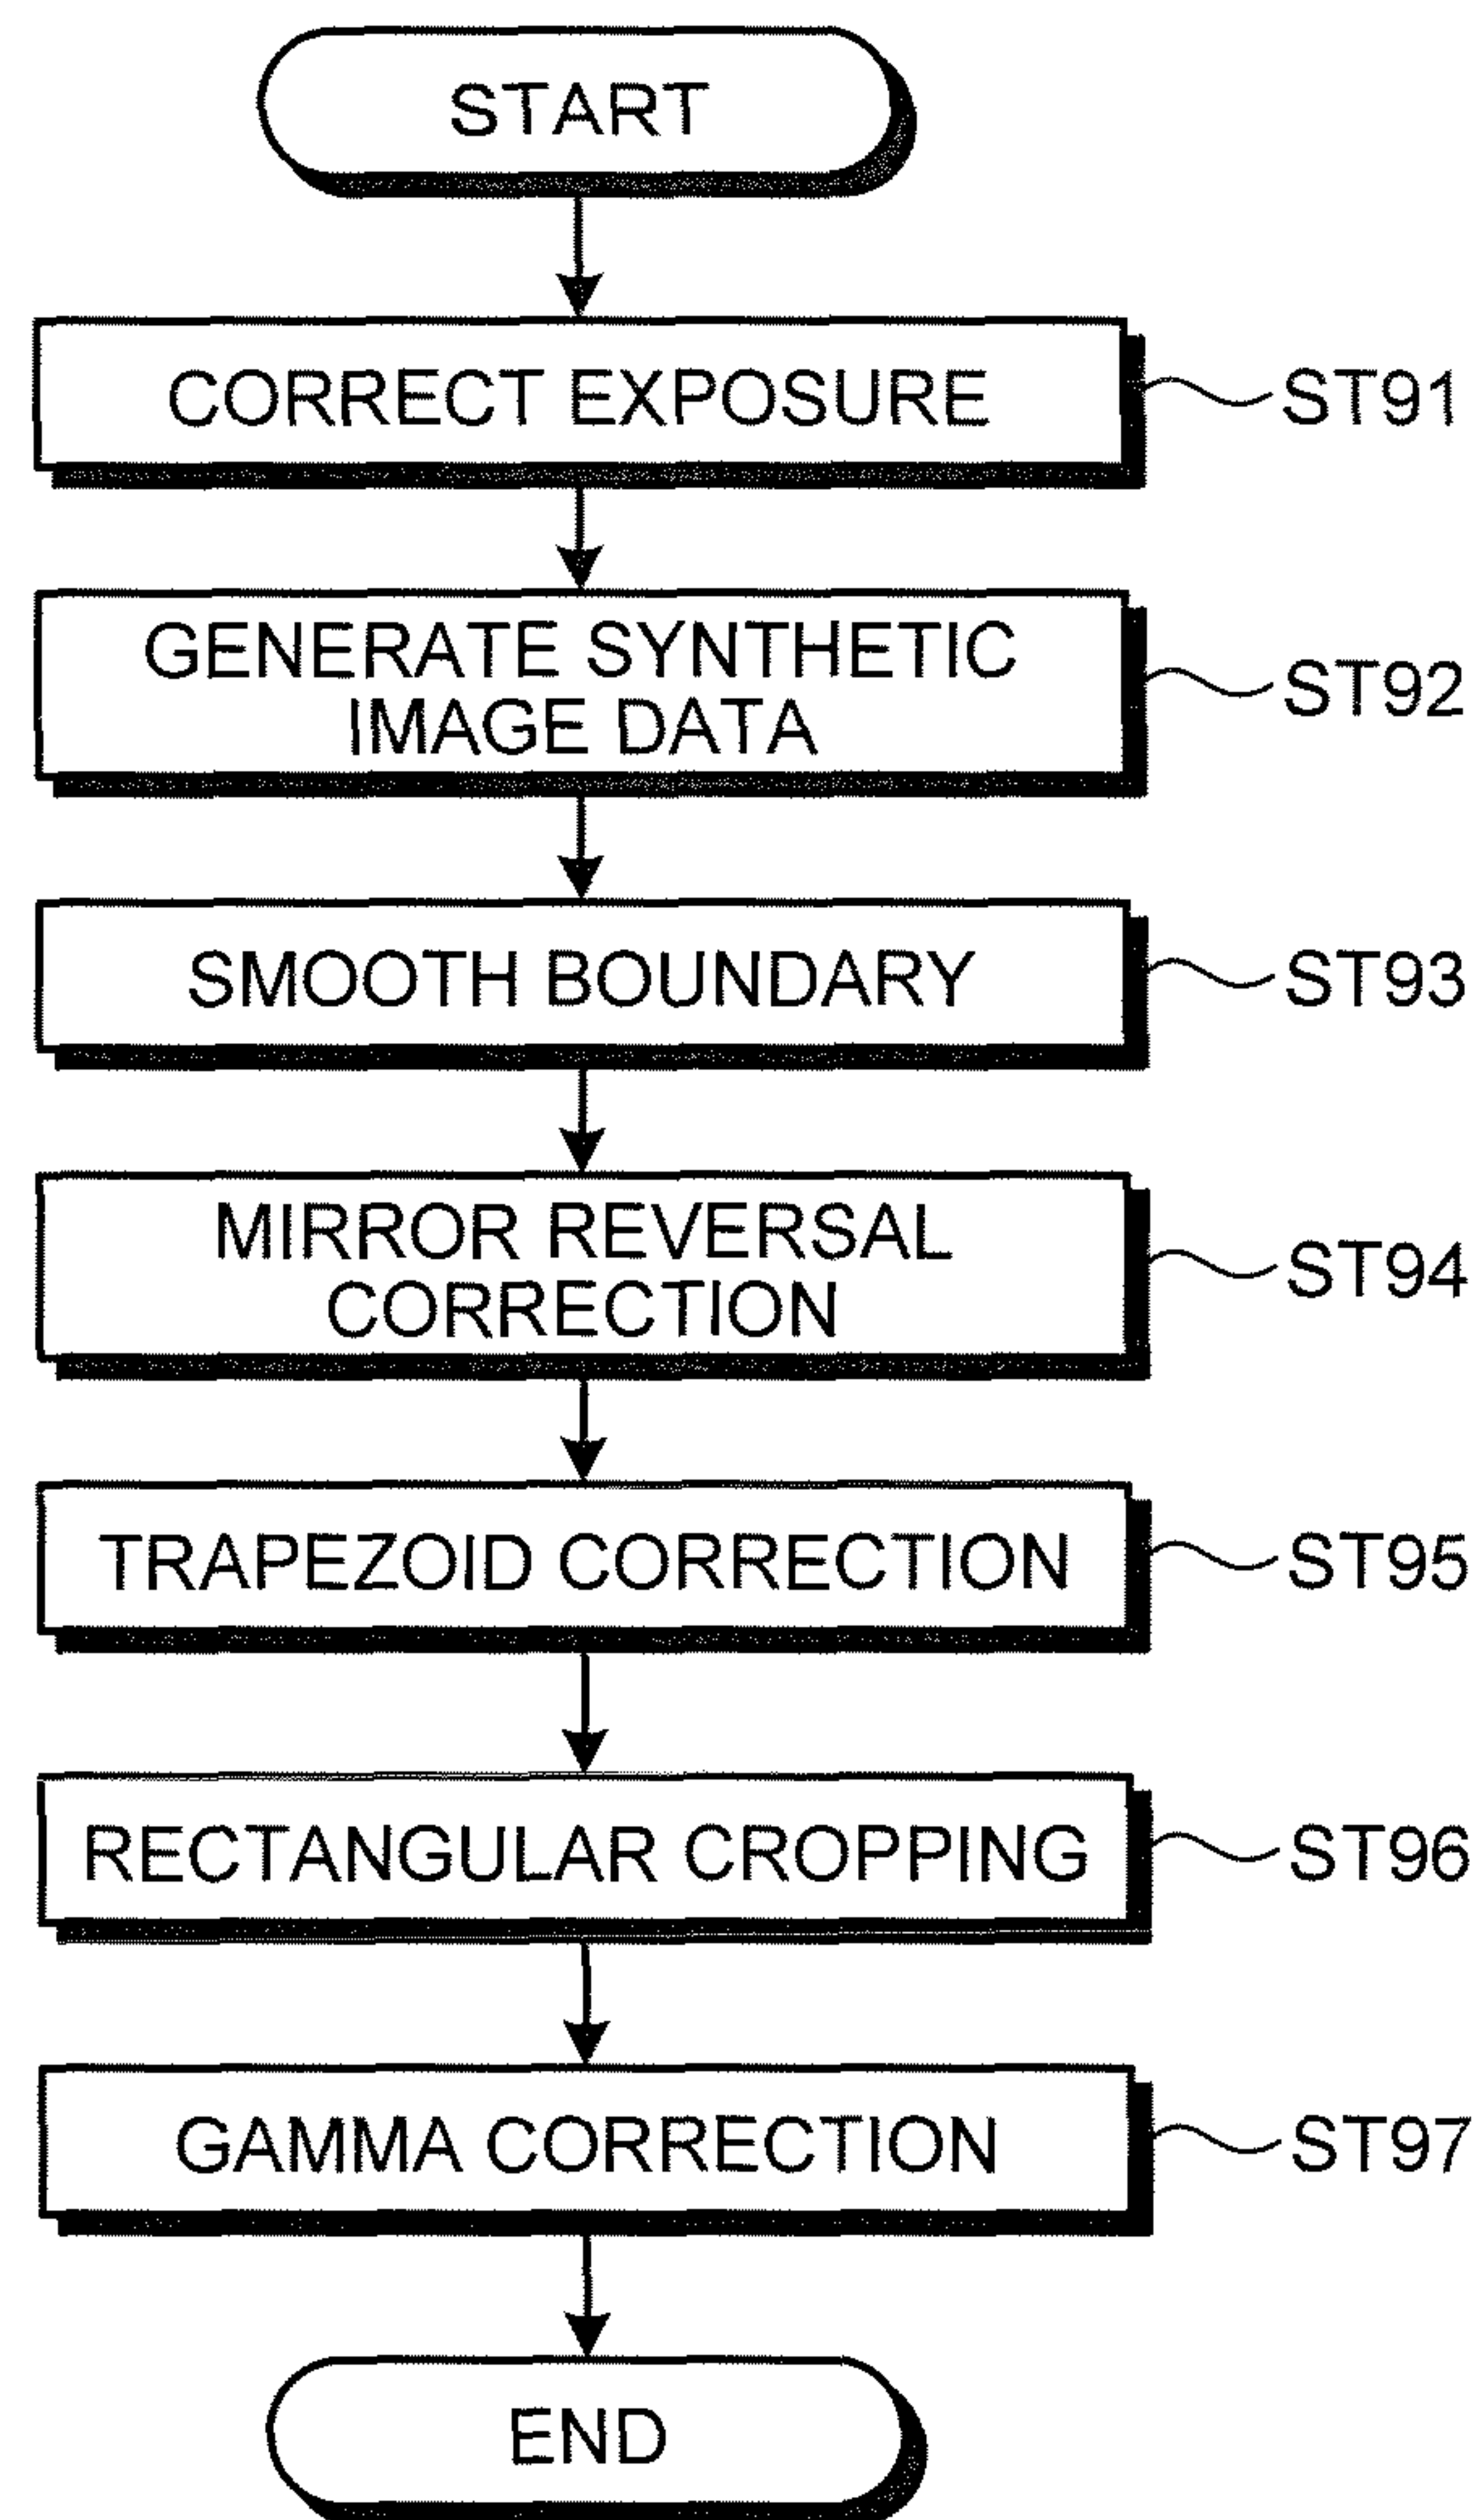 START
CORRECT EXPOSURE
ST91
GENERATE SYNTHETIC
IMAGE DATA
ST92
SMOOTH BOUNDARY
ST93
MIRROR REVERSAL
CORRECTION
ST94
TRAPEZOID CORRECTION
ST95
RECTANGULAR CROPPING
ST96
GAMMA CORRECTION
ST97
END